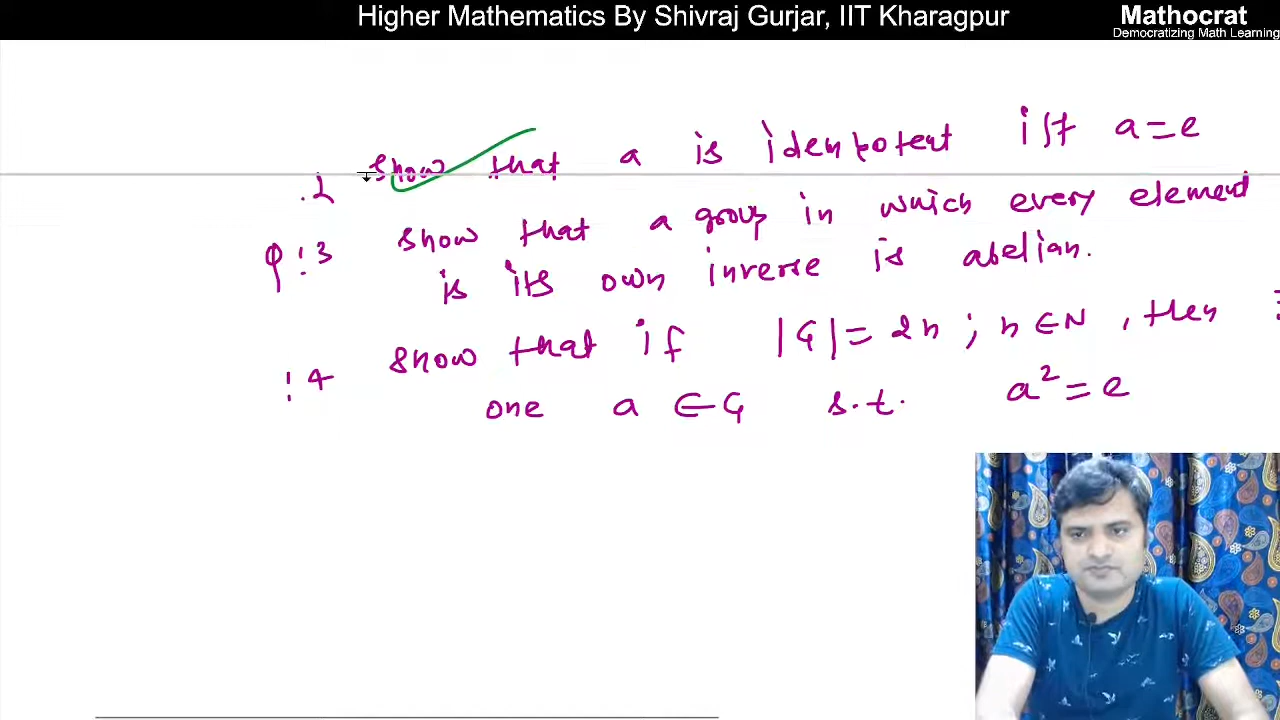 Higher Mathematics By Shivraj Gurjar, IIT Kharagpur
Mathocrat
Democratizing Math Learning
.2 show that a is idempotent iff a=e
Q:3 show that a group in which every element
is its own inverse is abelian.
:4 show that if |G|=2n ; n∈N, then
one a ∈ G s.t. a²=e